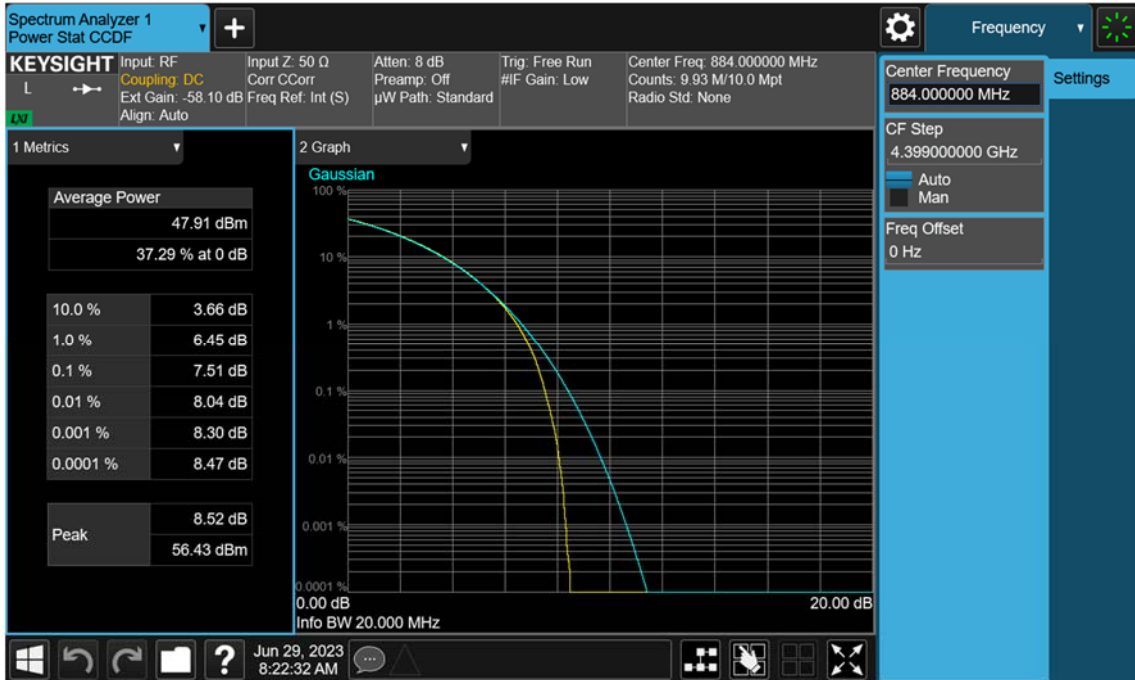 Spectrum Analyzer 1
Power Stat CCDF
Frequency
KEYSIGHT
L
LXI
Input: RF
Coupling: DC
Ext Gain: -58.10 dB
Align: Auto
Input Z: 50 Ω
Corr CCorr
Freq Ref: Int (S)
Atten: 8 dB
Preamp: Off
µW Path: Standard
Trig: Free Run
#IF Gain: Low
Center Freq: 884.000000 MHz
Counts: 9.93 M/10.0 Mpt
Radio Std: None
Center Frequency
884.000000 MHz
Settings
CF Step
4.399000000 GHz
Auto
Man
Freq Offset
0 Hz
1 Metrics
Average Power
47.91 dBm
37.29 % at 0 dB
10.0 % 3.66 dB
1.0 % 6.45 dB
0.1 % 7.51 dB
0.01 % 8.04 dB
0.001 % 8.30 dB
0.0001 % 8.47 dB
Peak 8.52 dB
56.43 dBm
2 Graph
Gaussian
100 %
10 %
1 %
0.1 %
0.01 %
0.001 %
0.0001 %
0.00 dB 20.00 dB
Info BW 20.000 MHz
?
Jun 29, 2023
8:22:32 AM